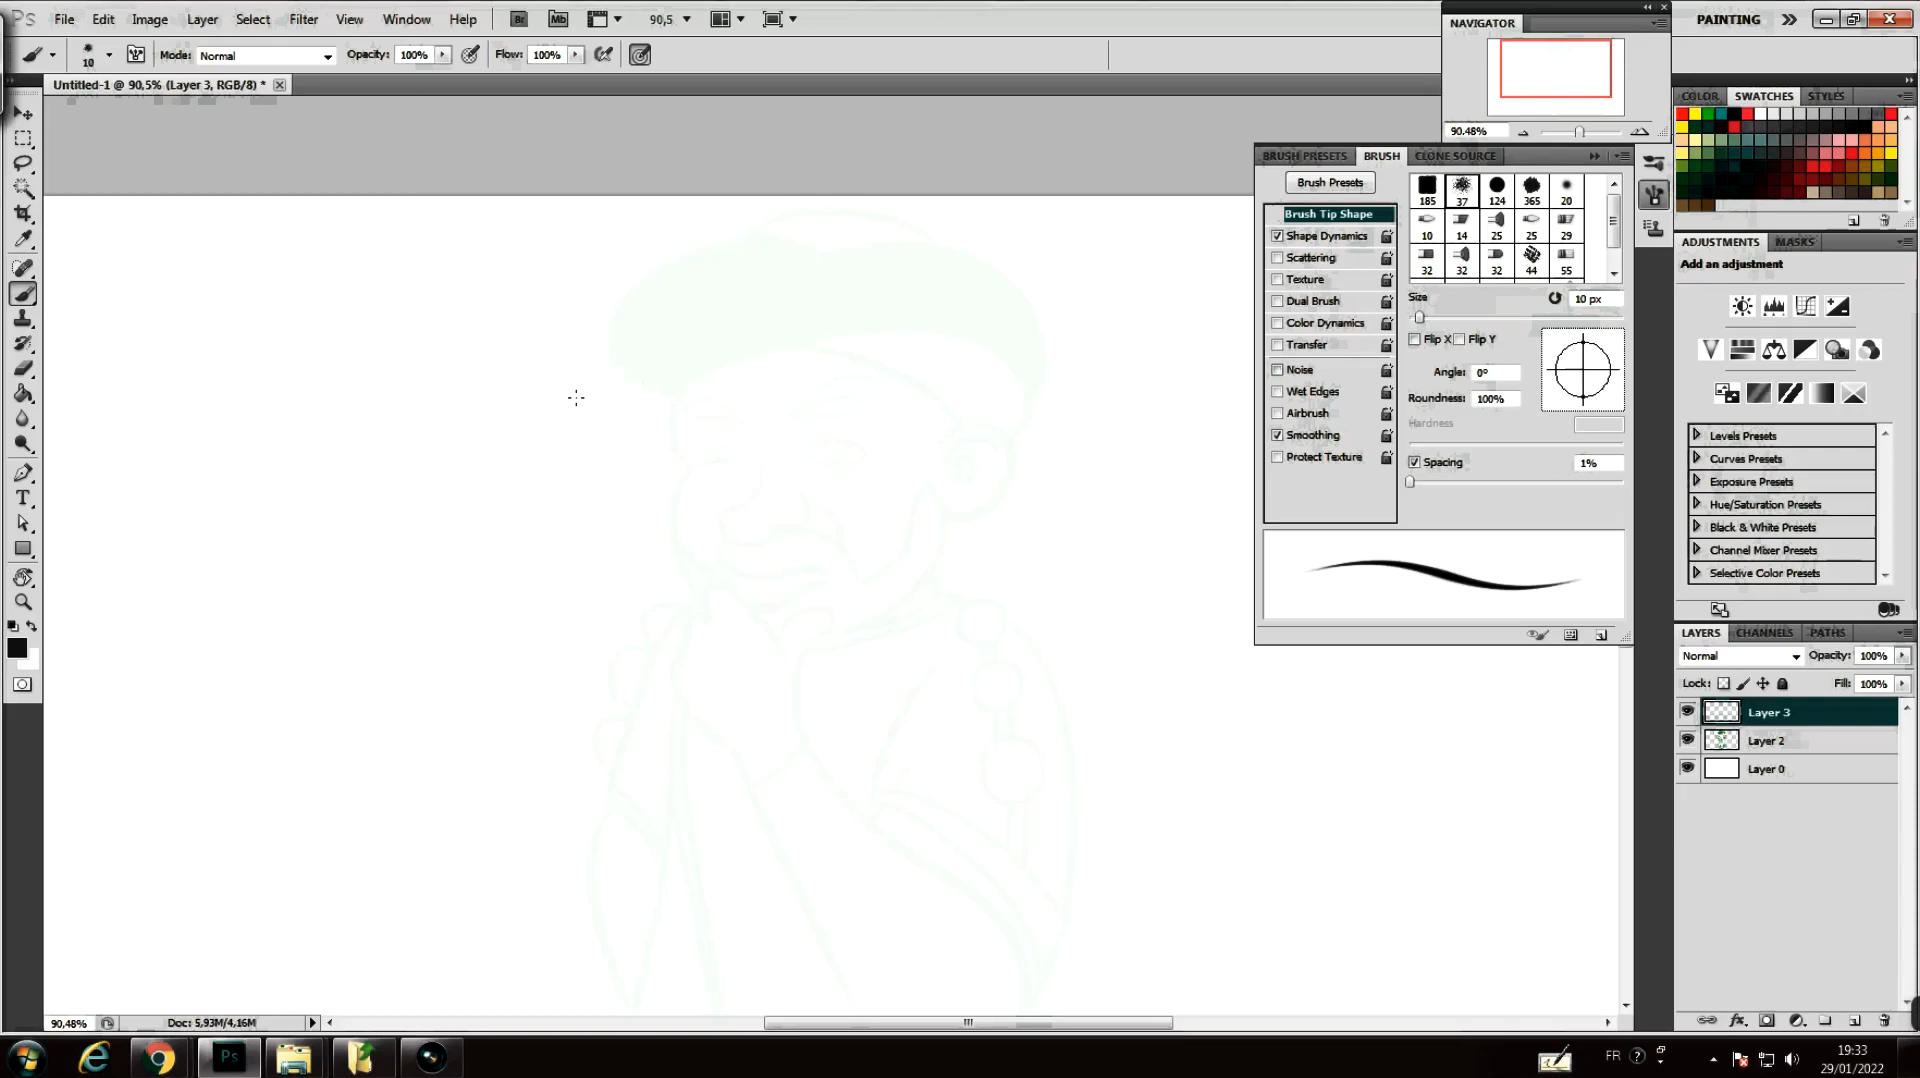 Ps File Edit Image Layer Select Filter View Window Help Br Mb 90,5 PAINTING
10 Mode: Normal Opacity: 100% Flow: 100%
Untitled-1 @ 90,5% (Layer 3, RGB/8) *
NAVIGATOR
90.48%
COLOR SWATCHES STYLES
BRUSH PRESETS BRUSH CLONE SOURCE
Brush Presets
Brush Tip Shape
Shape Dynamics
Scattering
Texture
Dual Brush
Color Dynamics
Transfer
Noise
Wet Edges
Airbrush
Smoothing
Protect Texture
185 37 124 365 20
10 14 25 25 29
32 32 32 44 55
Size 10 px
Flip X Flip Y
Angle: 0º
Roundness: 100%
Hardness
Spacing 1%
ADJUSTMENTS MASKS
Add an adjustment
Levels Presets
Curves Presets
Exposure Presets
Hue/Saturation Presets
Black & White Presets
Channel Mixer Presets
Selective Color Presets
LAYERS CHANNELS PATHS
Normal Opacity: 100%
Lock: Fill: 100%
Layer 3
Layer 2
Layer 0
90,48% Doc: 5,93M/4,16M
Ps FR 19:33
29/01/2022